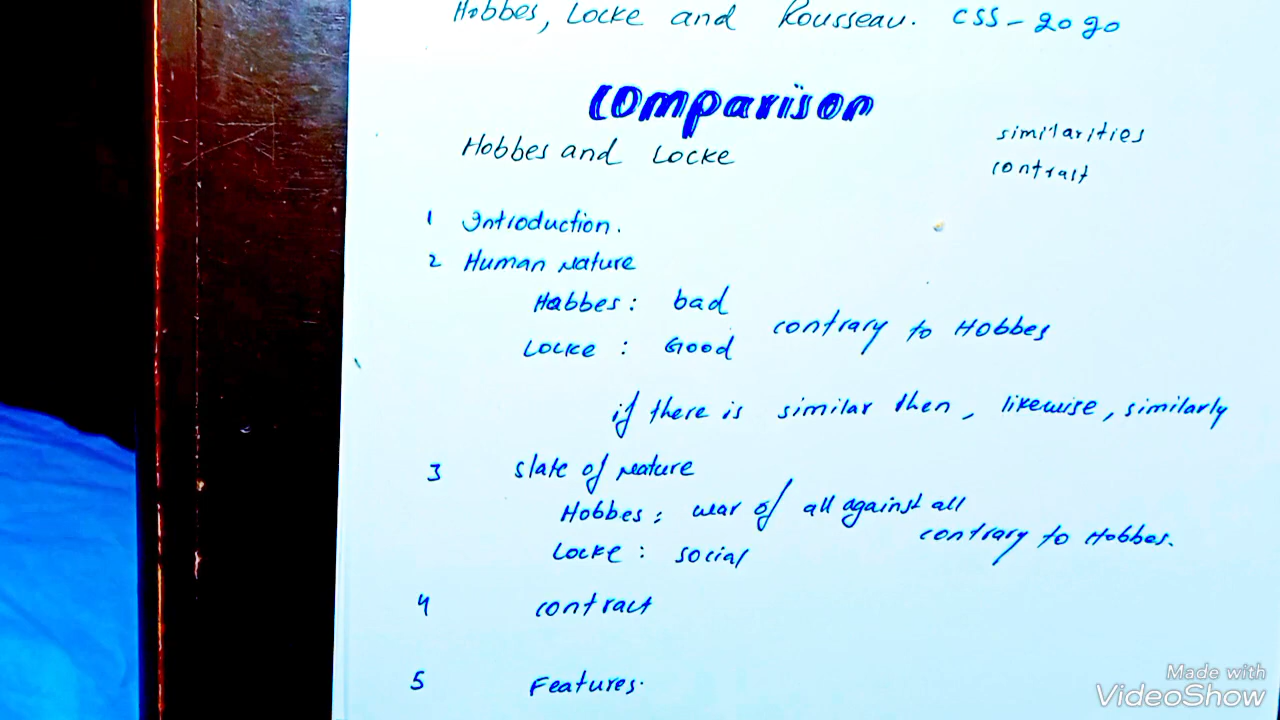 Hobbes, Locke and Rousseau. CSS-2020
comparison
similarities
Hobbes and Locke
contrast
1 Introduction.
2 Human Nature
Habbes: bad
contrary to Hobbes
Locke : Good
if there is similar then, likewise, similarly
3 State of Nature
Hobbes: war of all against all
contrary to Hobbes.
Locke : social
4 contract
5 Features.
Made with
VideoShow